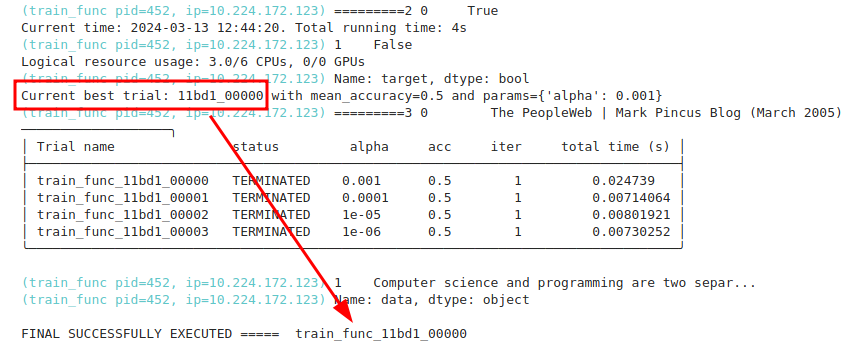 (train_func pid=452, ip=10.224.172.123) =========2 0     True
Current time: 2024-03-13 12:44:20. Total running time: 4s
(train_func pid=452, ip=10.224.172.123) 1    False
Logical resource usage: 3.0/6 CPUs, 0/0 GPUs
(train_func pid=452, ip=10.224.172.123) Name: target, dtype: bool
Current best trial: 11bd1_00000 with mean_accuracy=0.5 and params={'alpha': 0.001}
(train_func pid=452, ip=10.224.172.123) =========3 0        The PeopleWeb | Mark Pincus Blog (March 2005)
Trial name               status         alpha     acc     iter     total time (s)
train_func_11bd1_00000   TERMINATED    0.001      0.5        1         0.024739
train_func_11bd1_00001   TERMINATED    0.0001     0.5        1         0.00714064
train_func_11bd1_00002   TERMINATED    1e-05      0.5        1         0.00801921
train_func_11bd1_00003   TERMINATED    1e-06      0.5        1         0.00730252
(train_func pid=452, ip=10.224.172.123) 1    Computer science and programming are two separ...
(train_func pid=452, ip=10.224.172.123) Name: data, dtype: object
FINAL SUCCESSFULLY EXECUTED =====  train_func_11bd1_00000